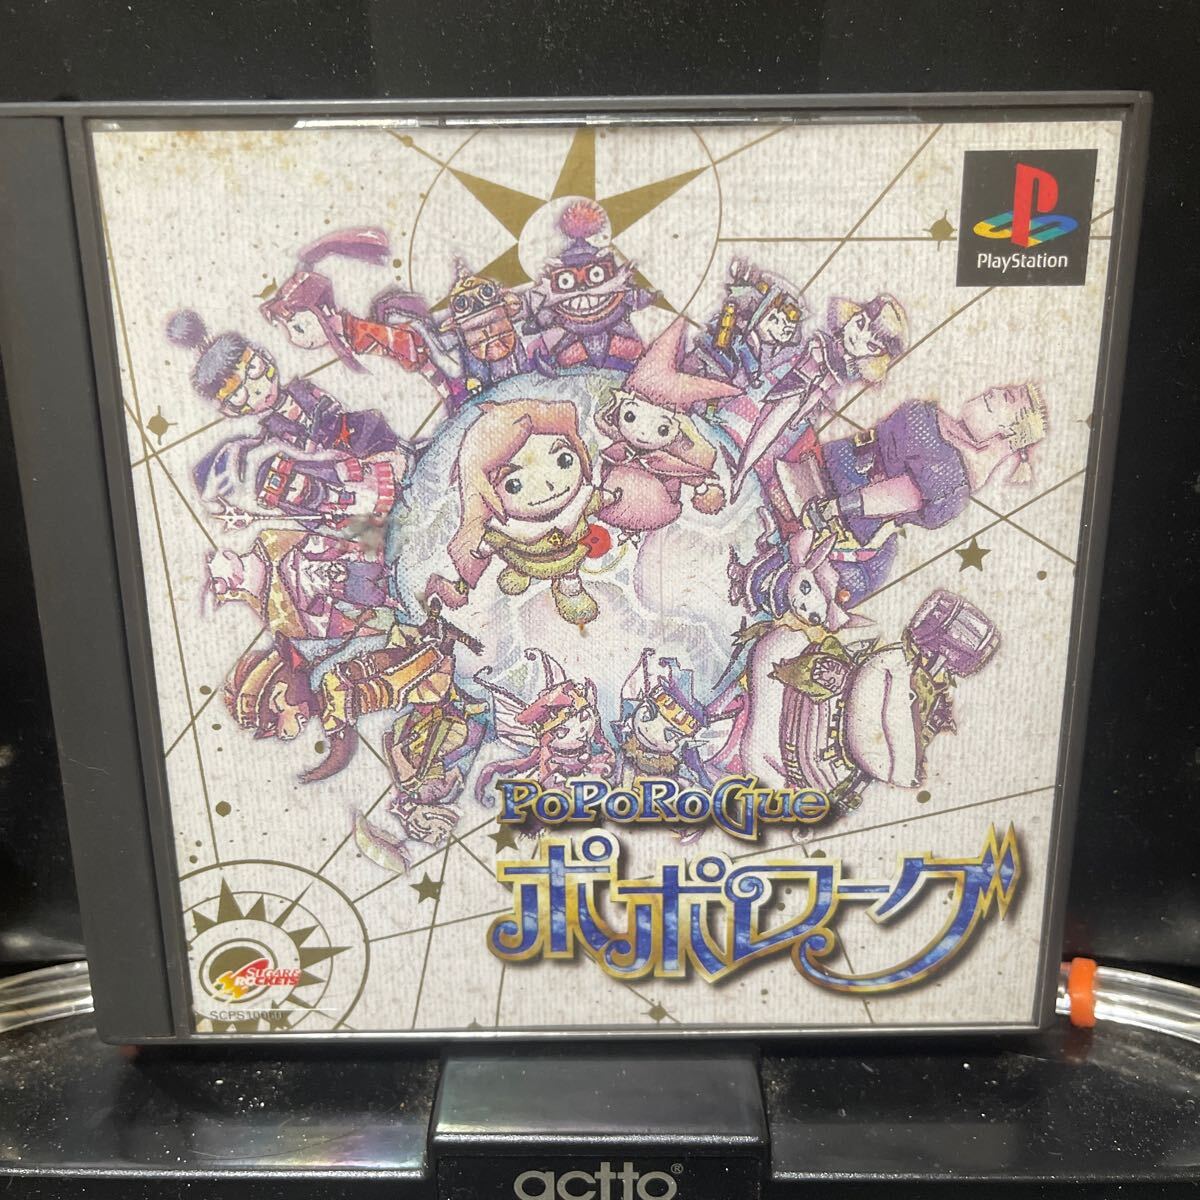 PlayStation
PoPoRoGue
ポポローグ
SUGAR&
ROCKETS
actto®